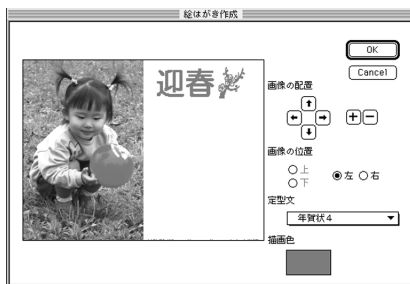 絵はがき作成
OK
Cancel
迎春
画像の配置
画像の位置
上
下
左 右
定型文
年賀状4
描画色